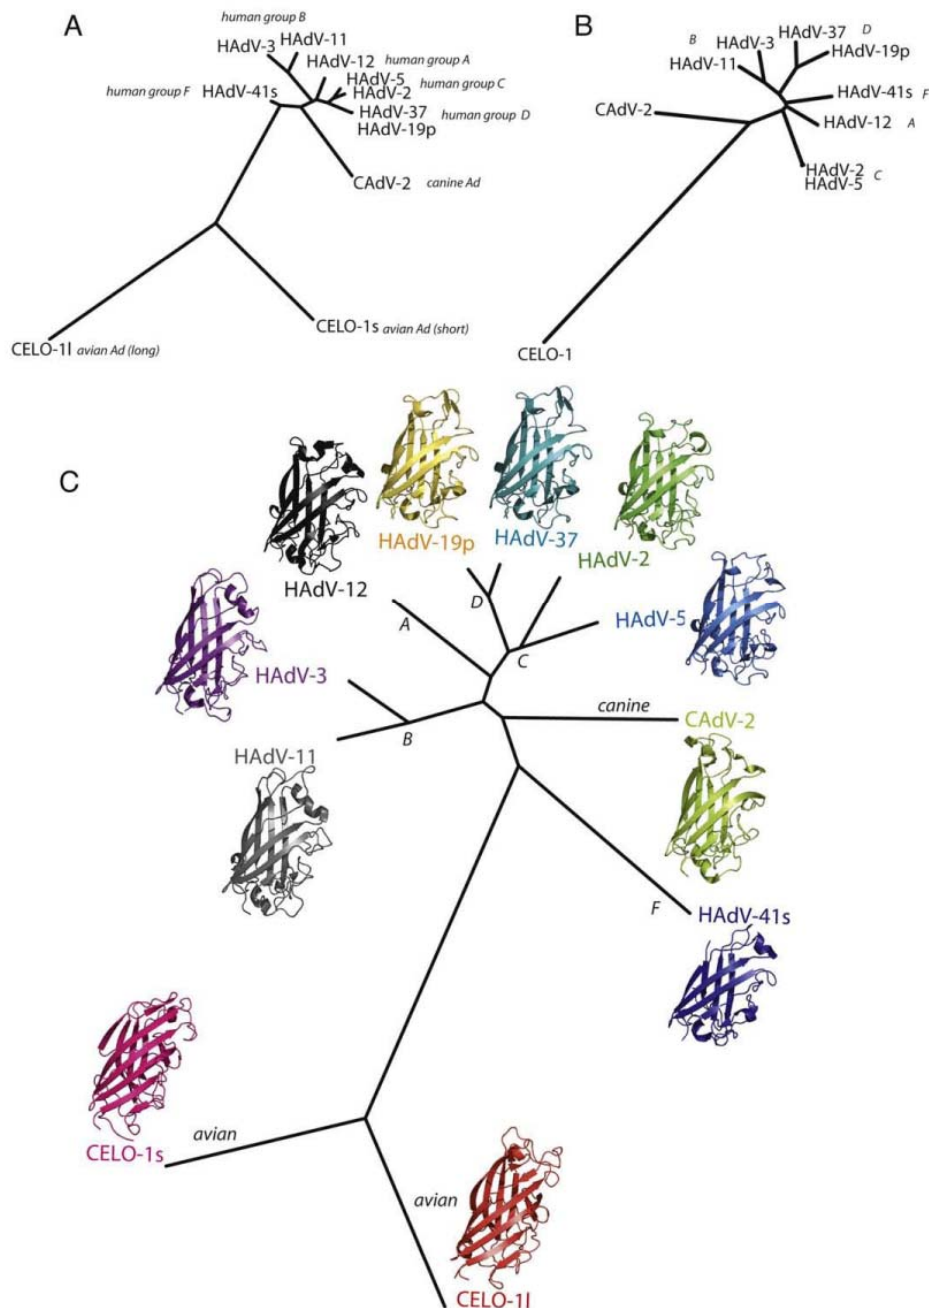 A
human group B
HAdV-3
HAdV-11
HAdV-12 human group A
HAdV-5
HAdV-2 human group C
human group F HAdV-41s
HAdV-37 human group D
HAdV-19p
CAdV-2 canine Ad
CELO-1s avian Ad (short)
CELO-1l avian Ad (long)
B
B
HAdV-3
HAdV-11
HAdV-37 D
HAdV-19p
CAdV-2
HAdV-41s F
HAdV-12 A
HAdV-2
HAdV-5 C
CELO-1
C
HAdV-12
HAdV-19p
HAdV-37
HAdV-2
HAdV-5
HAdV-3
HAdV-11
A
D
C
B
canine
CAdV-2
F
HAdV-41s
avian
CELO-1s
avian
CELO-1l